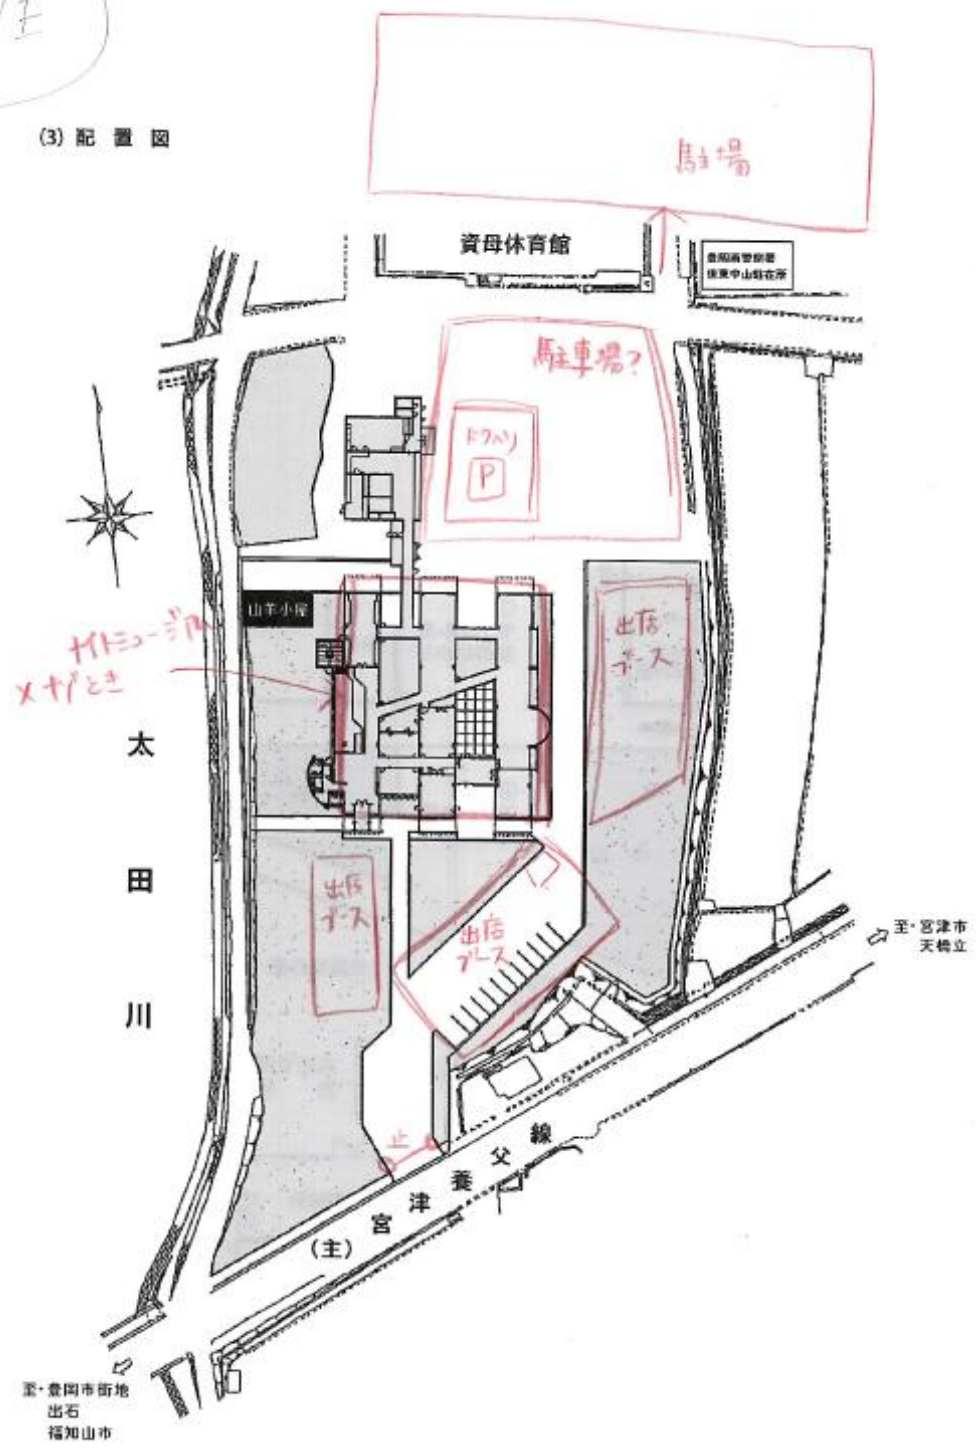 (3) 配置図
駐場
資母体育館
豊岡南警察署
但東中山駐在所
駐車場?
ドクヘリ
P
山羊小屋
ナイトミュージアム
×ナゾとき
出店
ブース
太田川
出店
ブース
出店
ブース
至・宮津市
天橋立
止
(主)宮津養父線
至・豊岡市街地
出石
福知山市